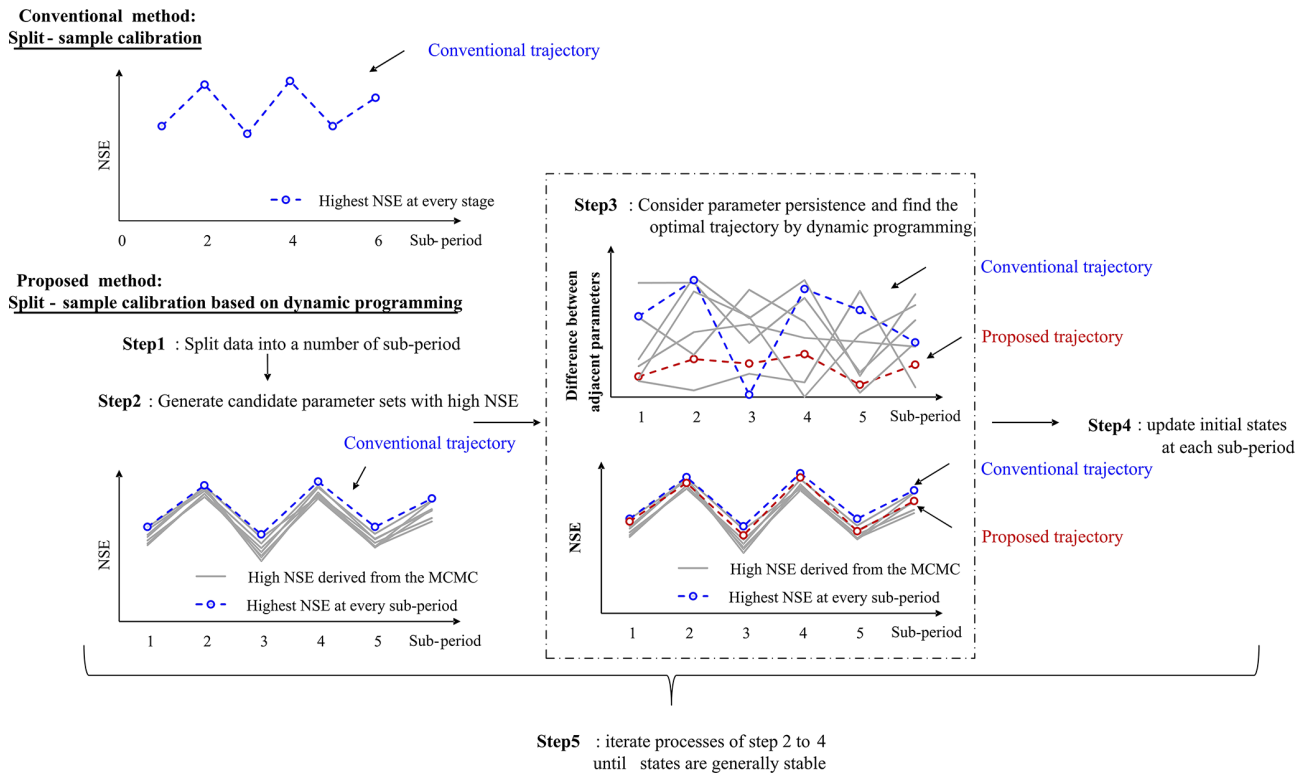 Conventional method:
Split - sample calibration
Conventional trajectory
NSE
Highest NSE at every stage
0 2 4 6 Sub-period
Proposed method:
Split - sample calibration based on dynamic programming
Step1 : Split data into a number of sub-period
Step2 : Generate candidate parameter sets with high NSE
Conventional trajectory
NSE
High NSE derived from the MCMC
Highest NSE at every sub-period
1 2 3 4 5 Sub-period
Step3 : Consider parameter persistence and find the
optimal trajectory by dynamic programming
Difference between
adjacent parameters
Conventional trajectory
Proposed trajectory
1 2 3 4 5 Sub-period
NSE
Conventional trajectory
Proposed trajectory
High NSE derived from the MCMC
Highest NSE at every sub-period
1 2 3 4 5 Sub-period
Step4 : update initial states
at each sub-period
Step5 : iterate processes of step 2 to 4
until states are generally stable